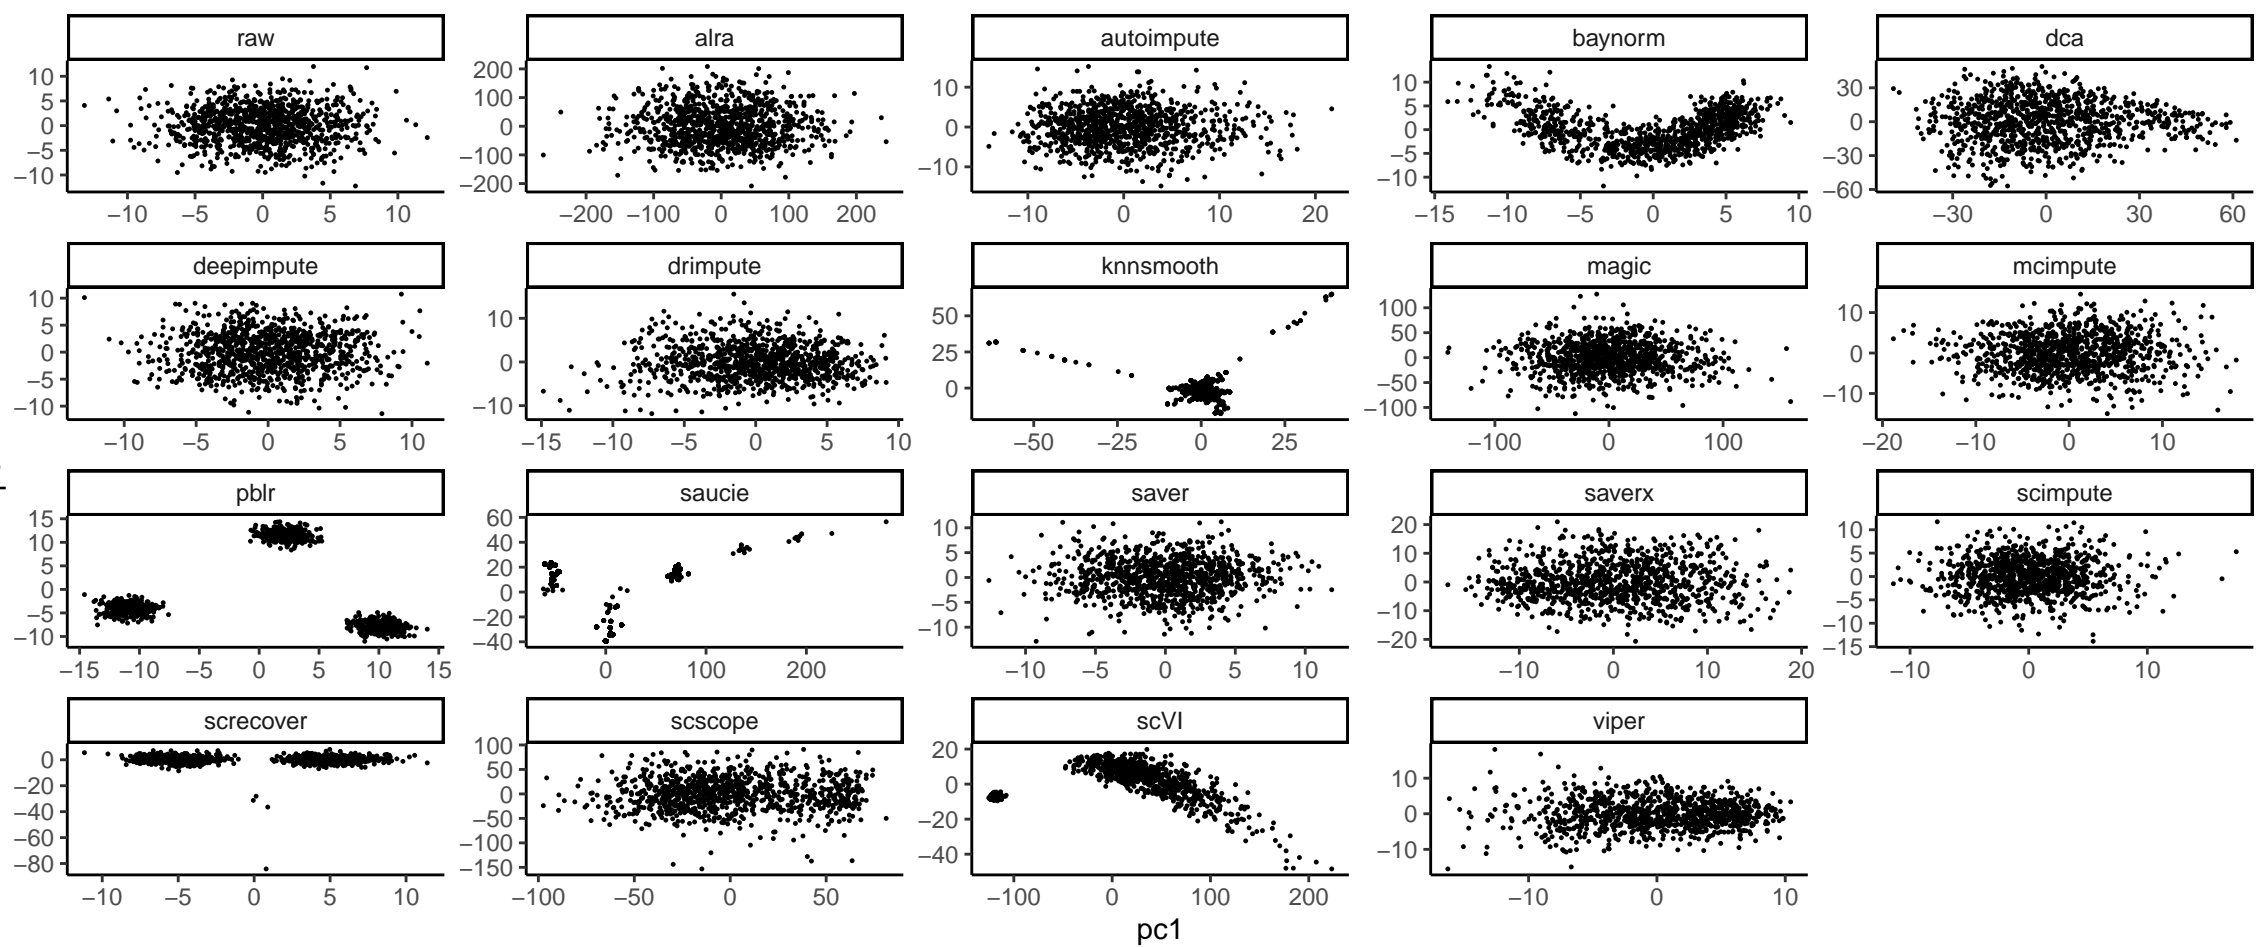 raw alra autoimpute baynorm dca
10 5 0 −5 −10
200 100 0 −100 −200
10 0 −10
10 5 0 −5 −10
30 0 −30 −60
−10 −5 0 5 10
−200 −100 0 100 200
−10 0 10 20
−15 −10 −5 0 5 10
−30 0 30 60
deepimpute drimpute knnsmooth magic mcimpute
10 5 0 −5 −10
10 0 −10
50 25 0
100 50 0 −50 −100
10 0 −10
−10 −5 0 5 10
−15 −10 −5 0 5 10
−50 −25 0 25
−100 0 100
−20 −10 0 10
pblr saucie saver saverx scimpute
15 10 5 0 −5 −10
60 40 20 0 −20 −40
10 5 0 −5 −10
20 10 0 −10 −20
10 5 0 −5 −10 −15
−15 −10 −5 0 5 10 15
0 100 200
−10 −5 0 5 10
−10 0 10 20
−10 0 10
screcover scscope scVI viper
0 −20 −40 −60 −80
100 50 0 −50 −100 −150
20 0 −20 −40
10 0 −10
−10 −5 0 5 10
−100 −50 0 50
−100 0 100 200
−10 0 10
pc1